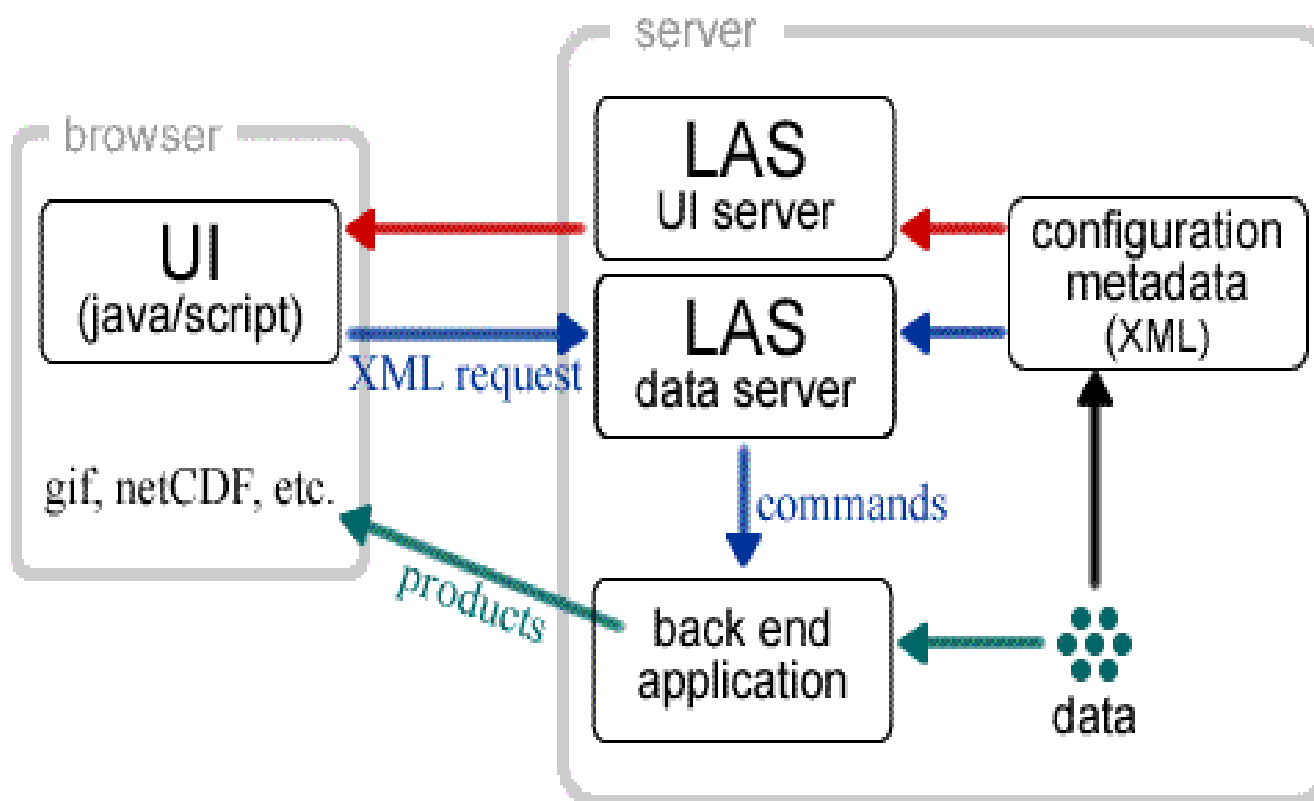 server
browser
LAS
UI server
UI
(java/script)
configuration
metadata
(XML)
LAS
data server
XML request
gif, netCDF, etc.
commands
products
back end
application
data